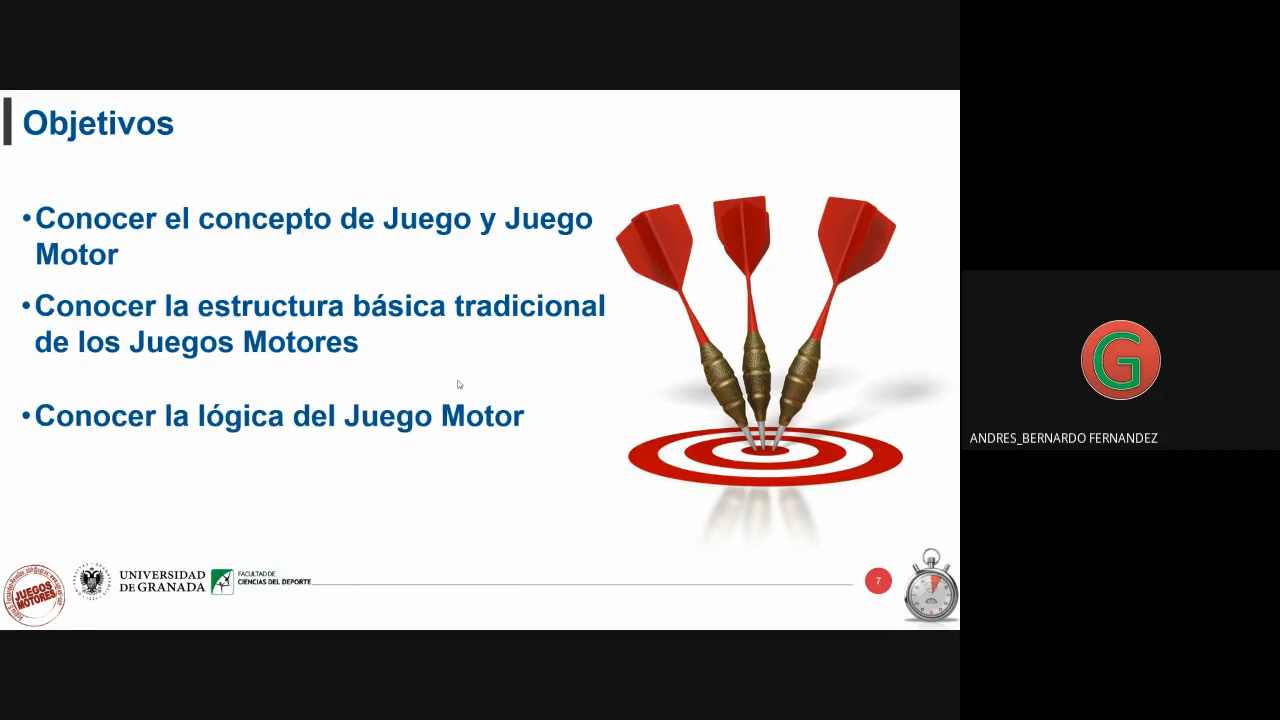 Objetivos
•Conocer el concepto de Juego y Juego
Motor
•Conocer la estructura básica tradicional
de los Juegos Motores
•Conocer la lógica del Juego Motor
JUEGOS
MOTORES
UNIVERSIDAD
DE GRANADA
FACULTAD DE
CIENCIAS DEL DEPORTE
7
G
ANDRES_BERNARDO FERNANDEZ